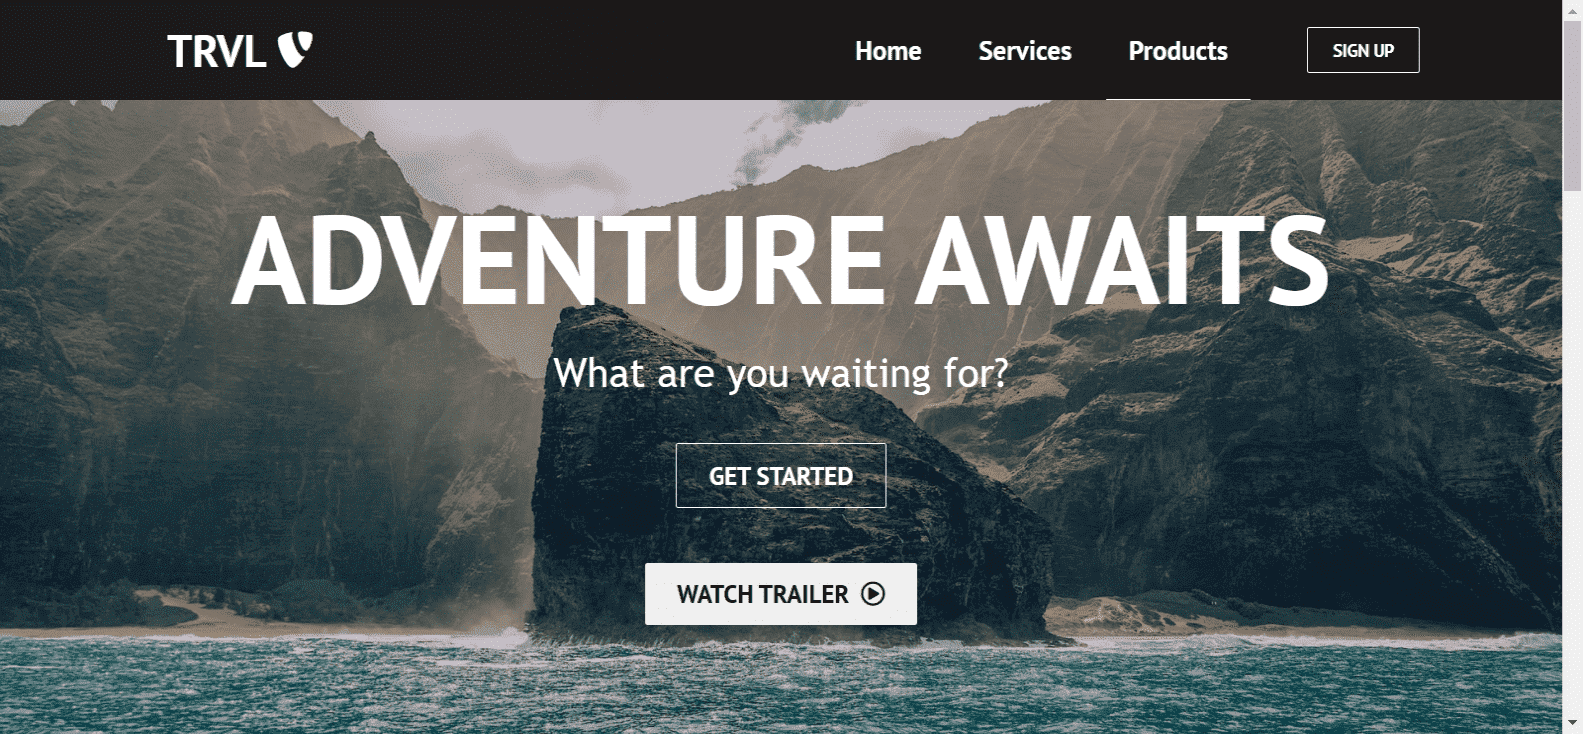 TRVL
Home Services Products SIGN UP
ADVENTURE AWAITS
What are you waiting for?
GET STARTED
WATCH TRAILER